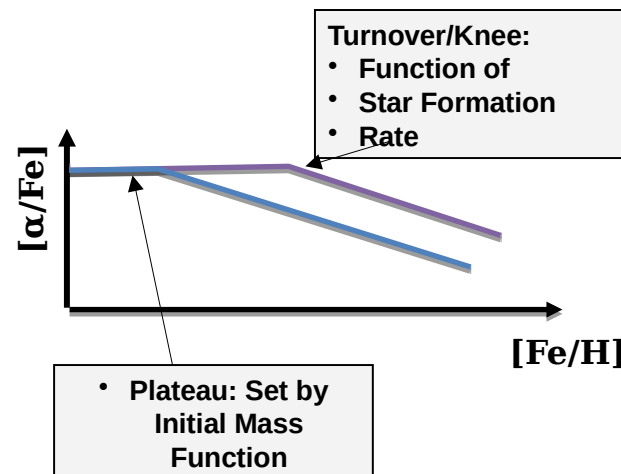 Turnover/Knee:
• Function of
• Star Formation
• Rate
[α/Fe]
[Fe/H]
• Plateau: Set by
Initial Mass
Function